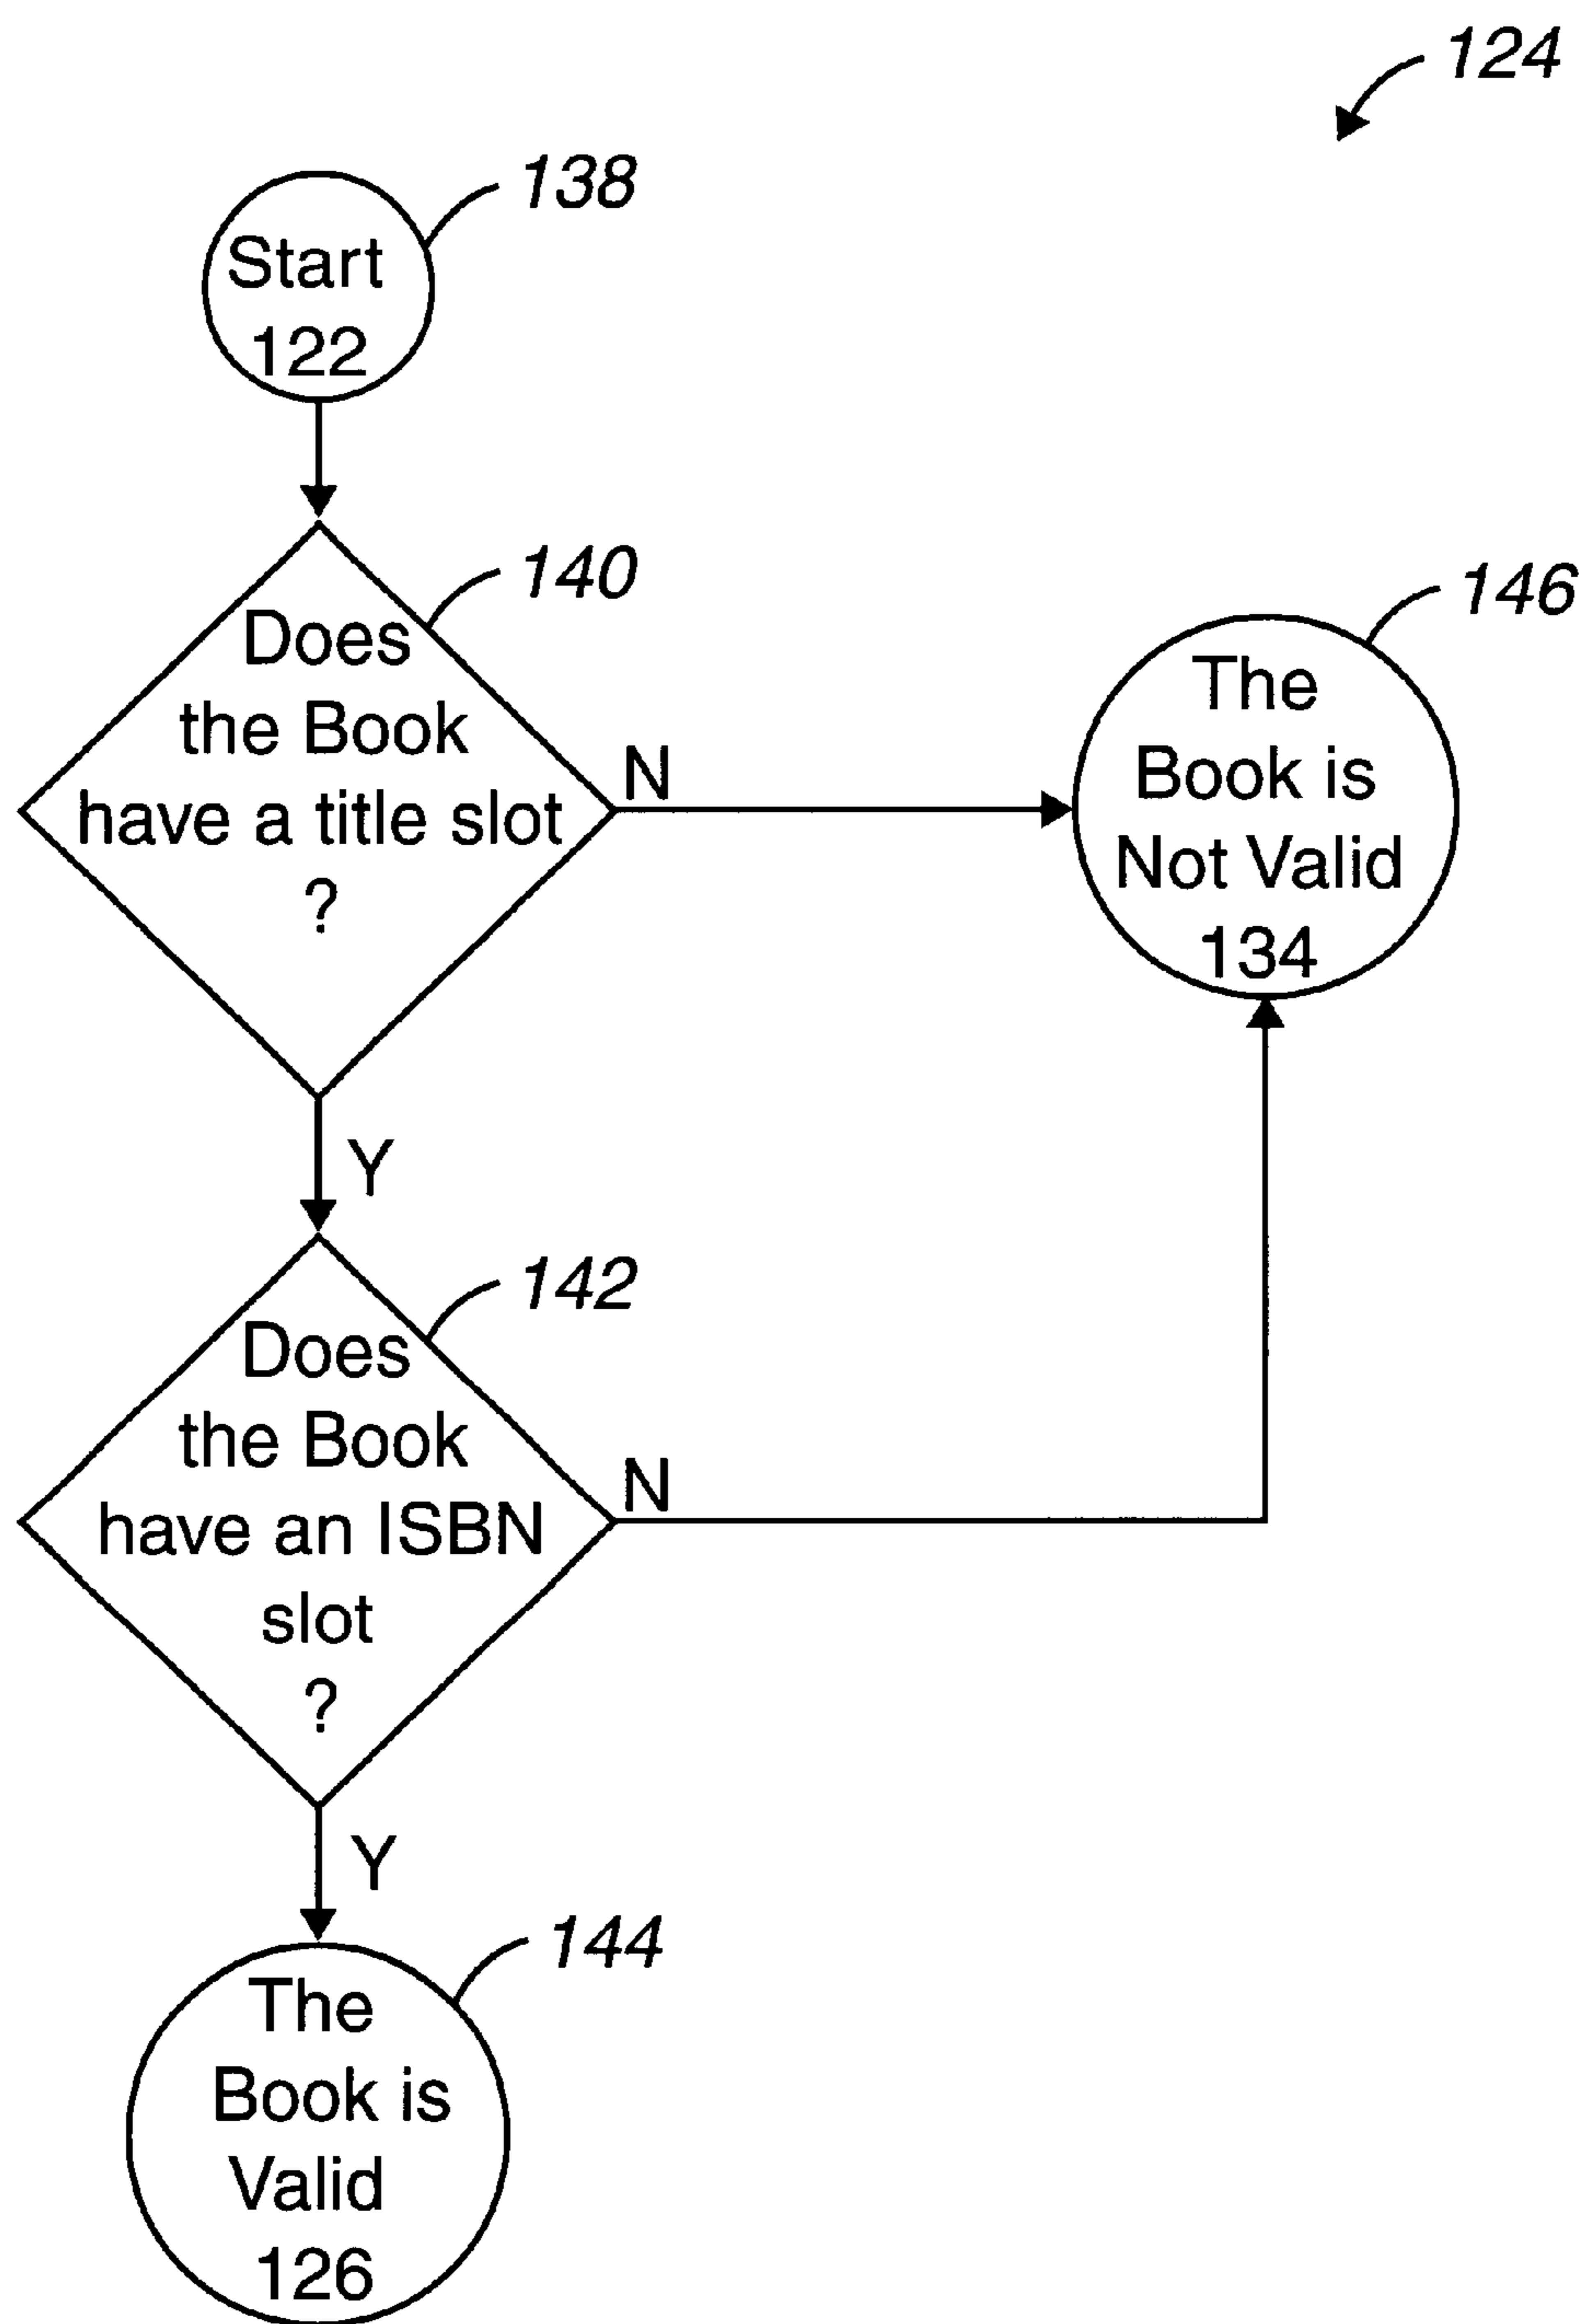 124
138
Start
122
140
Does
the Book
have a title slot
?
N
146
The
Book is
Not Valid
134
Y
142
Does
the Book
have an ISBN
slot
?
N
Y
144
The
Book is
Valid
126